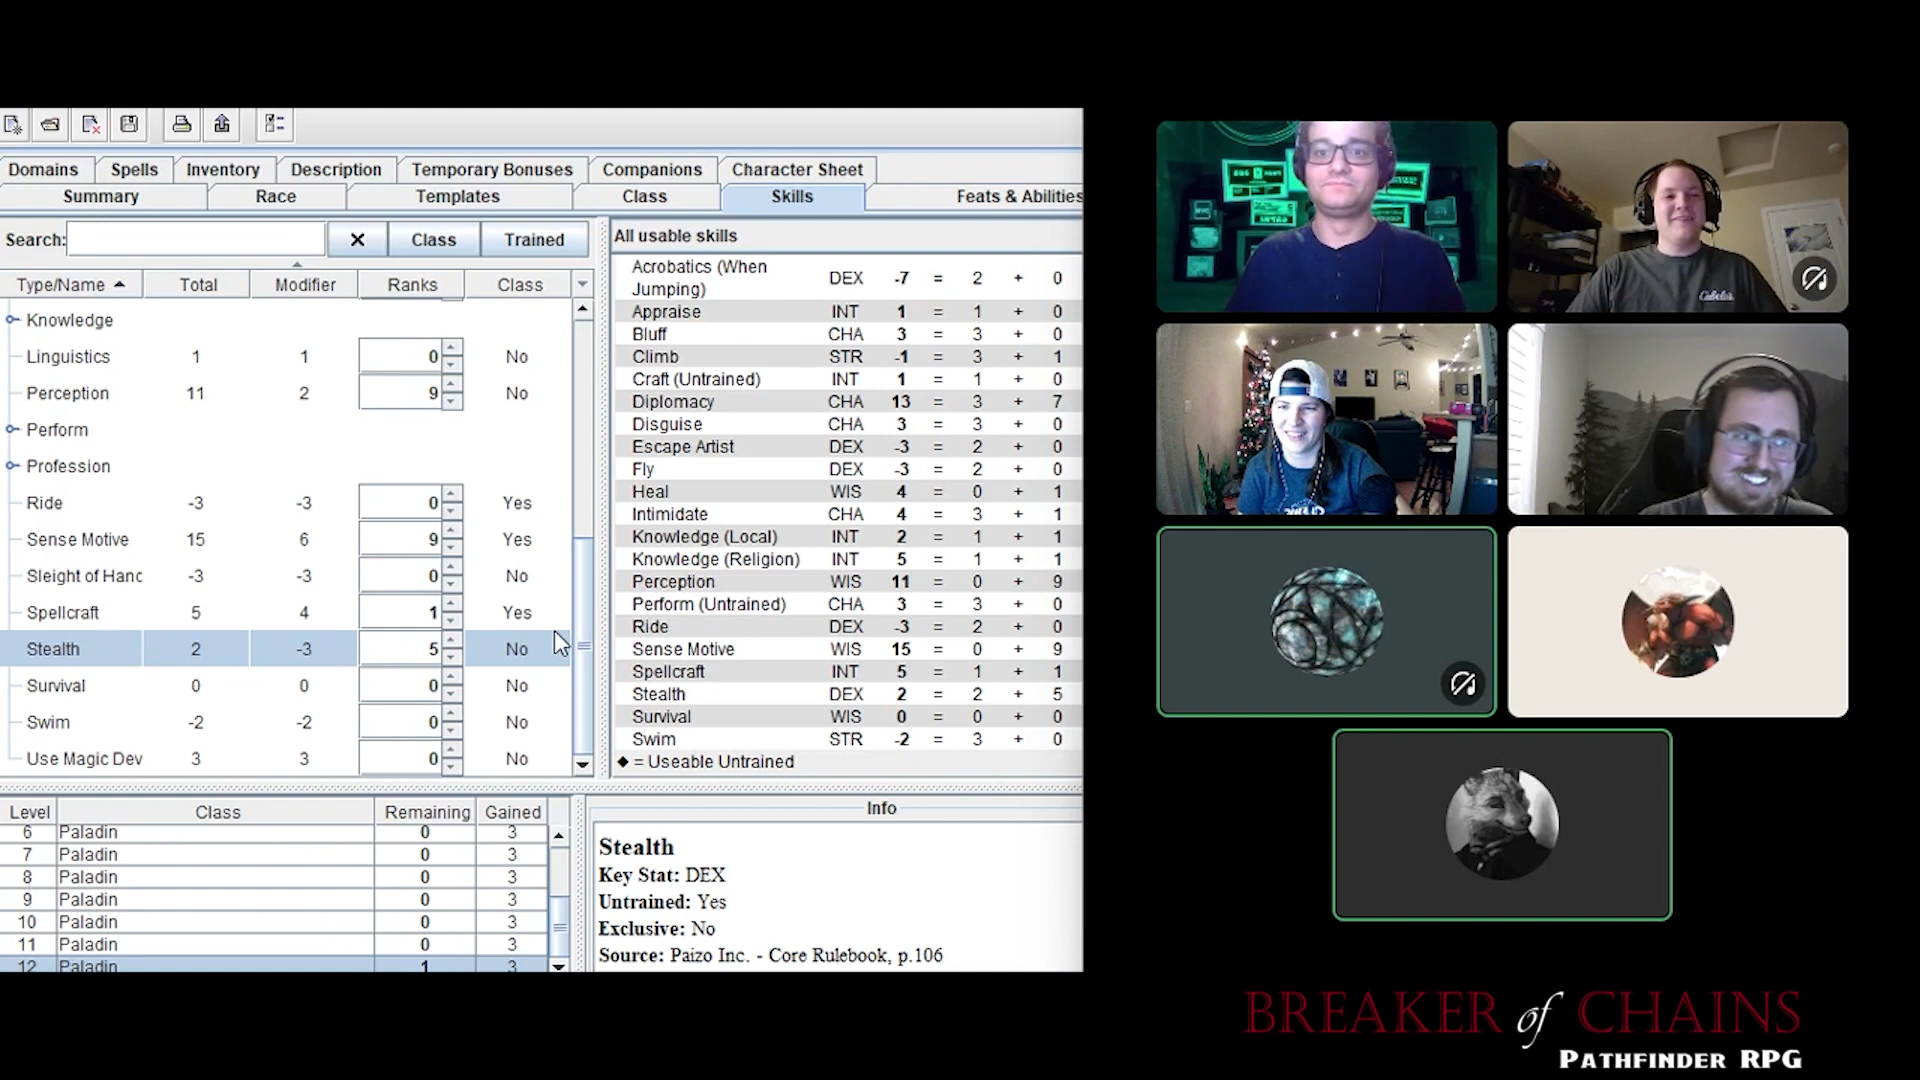 Domains Spells Inventory Description Temporary Bonuses Companions Character Sheet
Summary Race Templates Class Skills Feats & Abilities
Search: Class Trained
Type/Name Total Modifier Ranks Class
Knowledge
Linguistics 1 1 0 No
Perception 11 2 9 No
Perform
Profession
Ride -3 -3 0 Yes
Sense Motive 15 6 9 Yes
Sleight of Hanc -3 -3 0 No
Spellcraft 5 4 1 Yes
Stealth 2 -3 5 No
Survival 0 0 0 No
Swim -2 -2 0 No
Use Magic Dev 3 3 0 No
All usable skills
Acrobatics (When
Jumping) DEX -7 = 2 + 0
Appraise INT 1 = 1 + 0
Bluff CHA 3 = 3 + 0
Climb STR -1 = 3 + 1
Craft (Untrained) INT 1 = 1 + 0
Diplomacy CHA 13 = 3 + 7
Disguise CHA 3 = 3 + 0
Escape Artist DEX -3 = 2 + 0
Fly DEX -3 = 2 + 0
Heal WIS 4 = 0 + 1
Intimidate CHA 4 = 3 + 1
Knowledge (Local) INT 2 = 1 + 1
Knowledge (Religion) INT 5 = 1 + 1
Perception WIS 11 = 0 + 9
Perform (Untrained) CHA 3 = 3 + 0
Ride DEX -3 = 2 + 0
Sense Motive WIS 15 = 0 + 9
Spellcraft INT 5 = 1 + 1
Stealth DEX 2 = 2 + 5
Survival WIS 0 = 0 + 0
Swim STR -2 = 3 + 0
◆ = Useable Untrained
Level Class Remaining Gained
6 Paladin 0 3
7 Paladin 0 3
8 Paladin 0 3
9 Paladin 0 3
10 Paladin 0 3
11 Paladin 0 3
12 Paladin 1 3
Info
Stealth
Key Stat: DEX
Untrained: Yes
Exclusive: No
Source: Paizo Inc. - Core Rulebook, p.106
Cabela's
BREAKER of CHAINS
PATHFINDER RPG